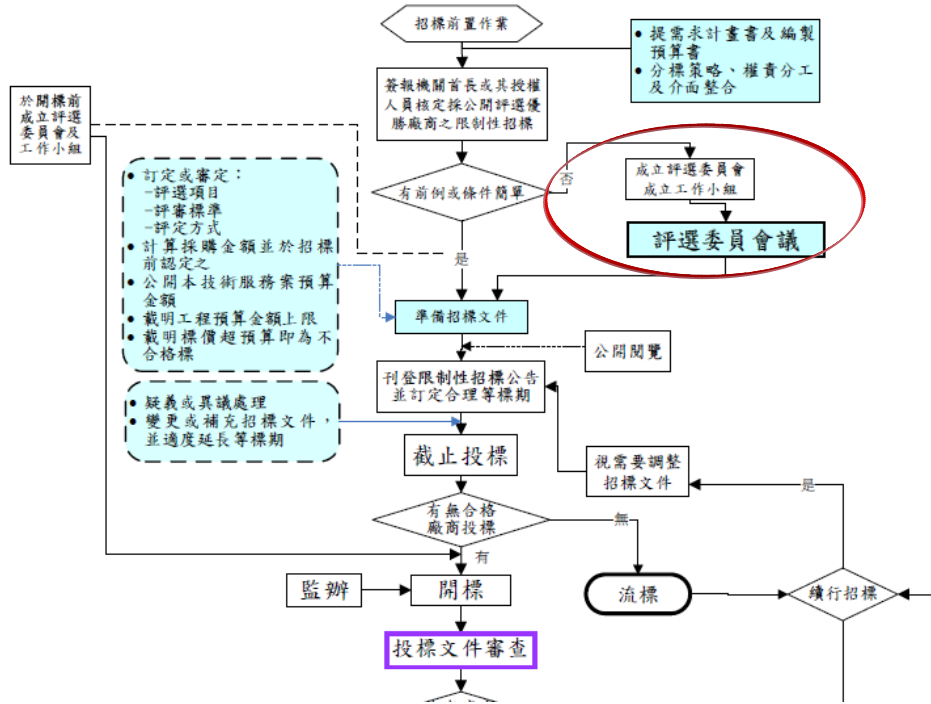 招標前置作業
• 提需求計畫書及編製
預算書
• 分標策略、權責分工
及介面整合
簽報機關首長或其授權
人員核定採公開評選優
勝廠商之限制性招標
於開標前
成立評選
委員會及
工作小組
有前例或條件簡單
否
成立評選委員會
成立工作小組
評選委員會議
• 訂定或審定：
-評選項目
-評審標準
-評定方式
• 計算採購金額並於招標
前認定之
• 公開本技術服務案預算
金額
• 載明工程預算金額上限
• 載明標價超預算即為不
合格標
是
準備招標文件
公開閱覽
刊登限制性招標公告
並訂定合理等標期
• 疑義或異議處理
• 變更或補充招標文件，
並適度延長等標期
截止投標
視需要調整
招標文件
是
有無合格
廠商投標
無
有
監辦
開標
流標
續行招標
投標文件審查